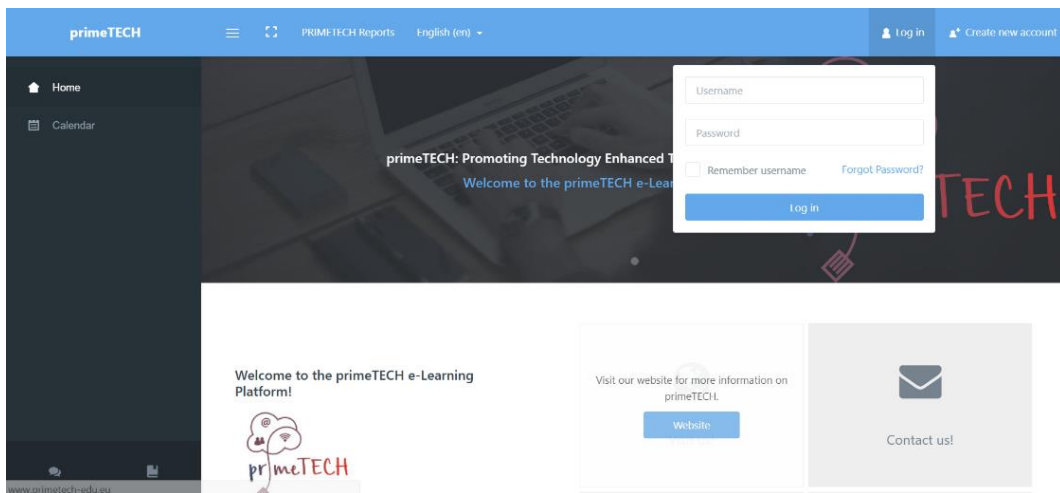 primeTECH
PRIMETECH Reports
English (en)
Log in
Create new account
Home
Calendar
Username
Password
Remember username
Forgot Password?
Log in
primeTECH: Promoting Technology Enhanced T
Welcome to the primeTECH e-Lear
TECH
Welcome to the primeTECH e-Learning
Platform!
@
primeTECH
Visit our website for more information on
primeTECH.
Website
Contact us!
www.primetech-edu.eu